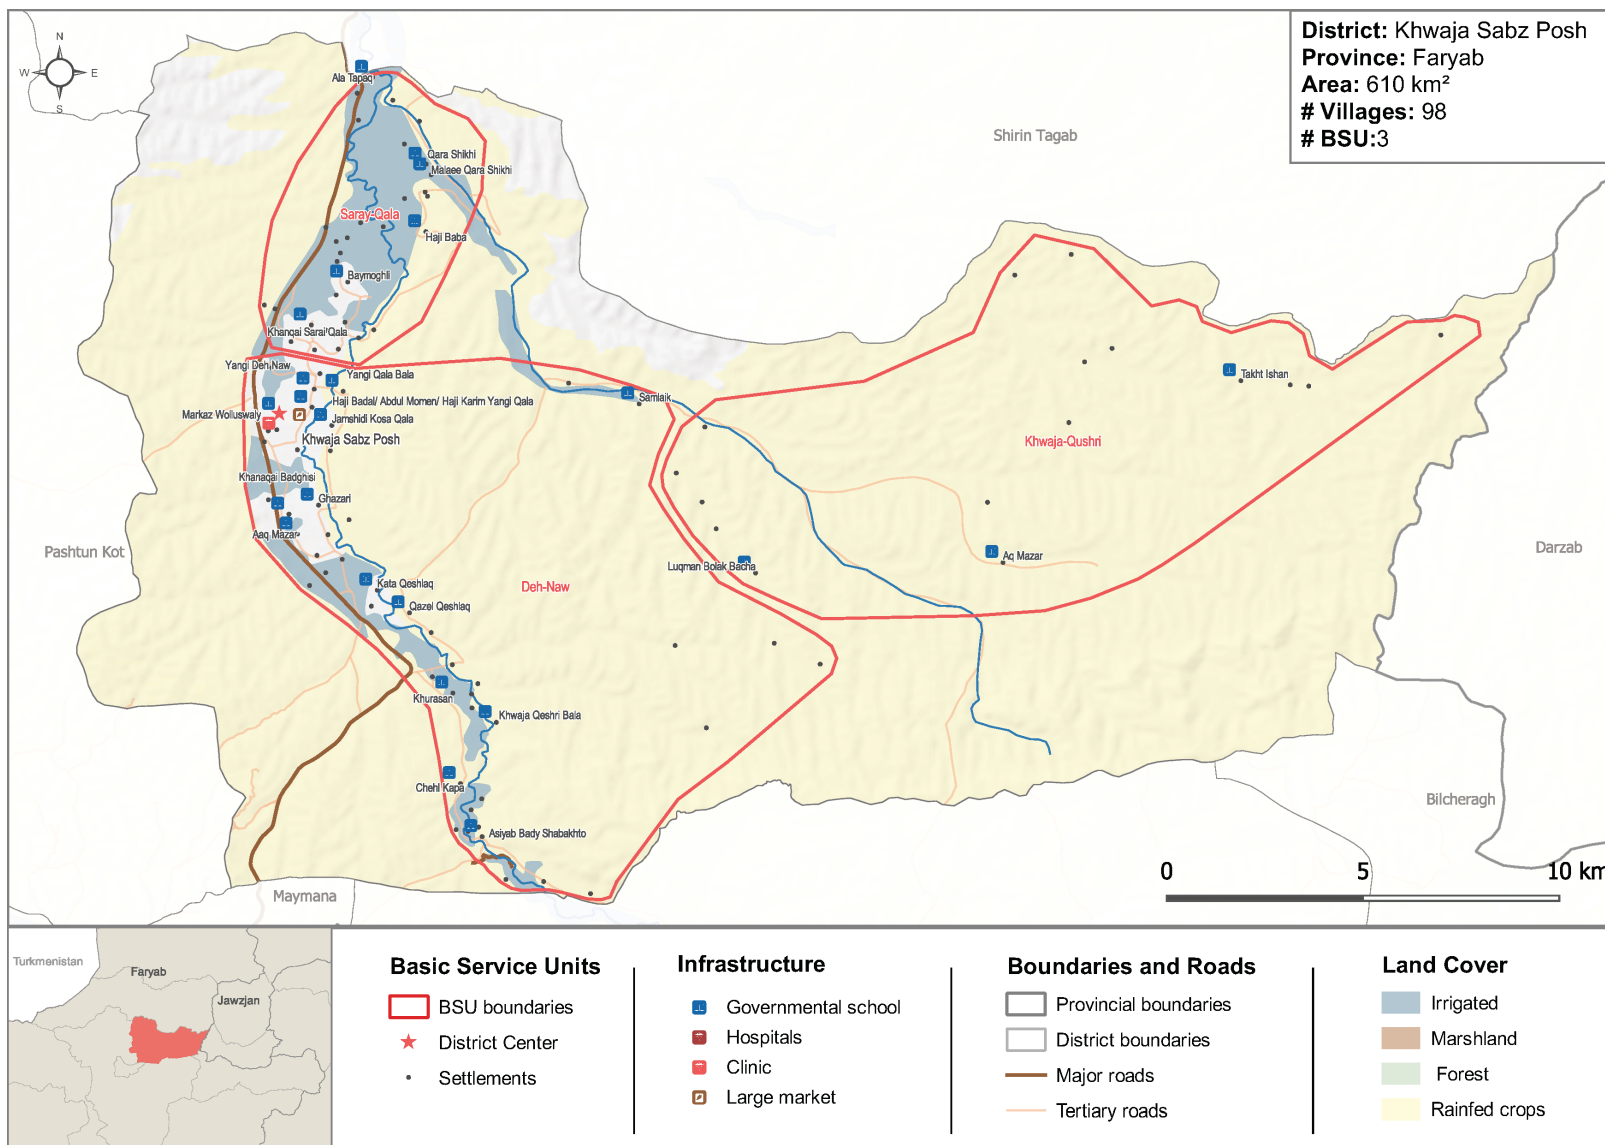 District: Khwaja Sabz Posh
Province: Faryab
Area: 610 km²
# Villages: 98
# BSU:3
N
W
E
S
Ala Tapaq
Shirin Tagab
Qara Shikhi
Malaee Qara Shikhi
Saray-Qala
Haji Baba
Baymoghli
Khanqai Sarai Qala
Yangi Deh Naw
Yangi Qala Bala
Takht Ishan
Haji Badal/ Abdul Momen/ Haji Karim Yangi Qala
Samlaik
Markaz Wolluswaly
Jamshidi Kosa Qala
Khwaja Sabz Posh
Khwaja-Qushri
Khanaqai Badghisi
Ghazari
Aaq Mazar
Pashtun Kot
Darzab
Aq Mazar
Luqman Bolak Bacha
Kata Qeshlaq
Deh-Naw
Qazel Qeshlaq
Khurasan
Khwaja Qeshri Bala
Chehl Kapa
Bilcheragh
Asiyab Bady Shabakhto
Maymana
0
5
10 km
Turkmenistan
Faryab
Jawzjan
Basic Service Units
BSU boundaries
District Center
Settlements
Infrastructure
Governmental school
Hospitals
Clinic
Large market
Boundaries and Roads
Provincial boundaries
District boundaries
Major roads
Tertiary roads
Land Cover
Irrigated
Marshland
Forest
Rainfed crops